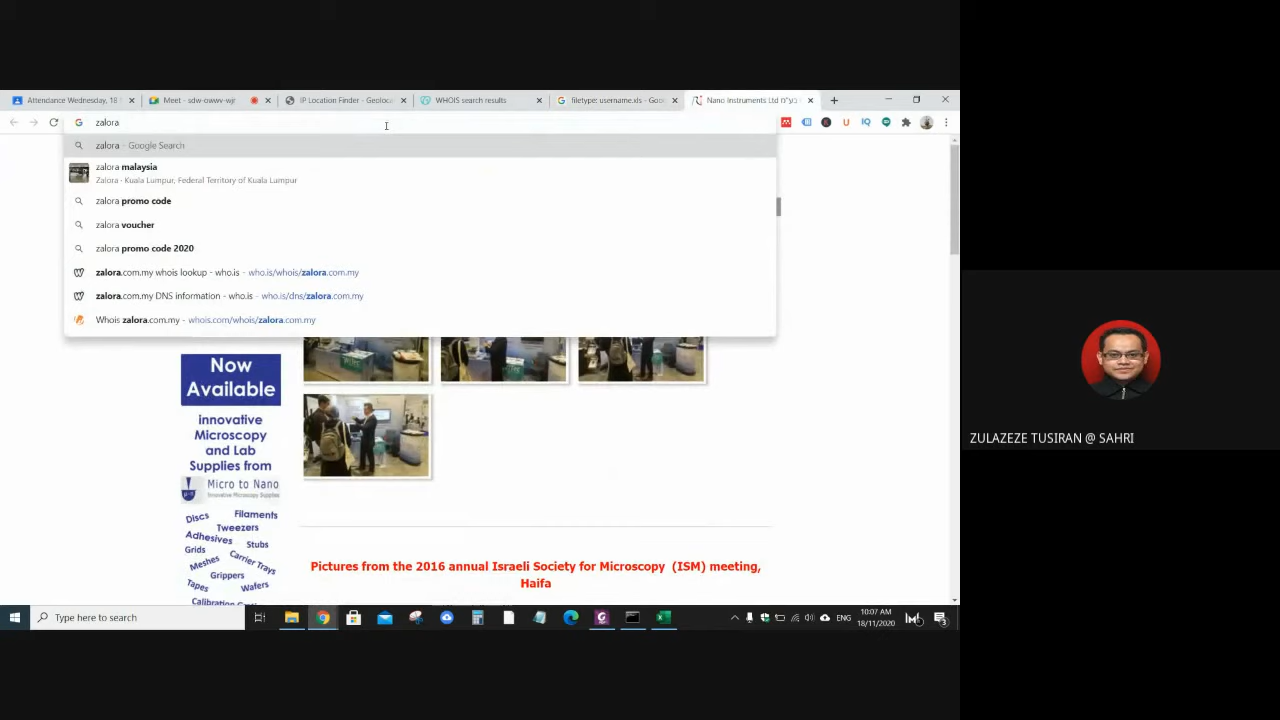 Attendance Wednesday, 18
Meet - sdw-owwv-wjr
IP Location Finder - Geoloca
WHOIS search results
filetype: username.xls - Goo
Nano Instruments Ltd
zalora
zalora - Google Search
zalora malaysia
Zalora - Kuala Lumpur, Federal Territory of Kuala Lumpur
zalora promo code
zalora voucher
zalora promo code 2020
zalora.com.my whois lookup - who.is - who.is/whois/zalora.com.my
zalora.com.my DNS information - who.is - who.is/dns/zalora.com.my
Whois zalora.com.my - whois.com/whois/zalora.com.my
Now
Available
innovative
Microscopy
and Lab
Supplies from
Micro to Nano
Innovative Microscopy Supplies
Discs
Filaments
Tweezers
Adhesives
Stubs
Grids
Carrier Trays
Meshes
Grippers
Tapes
Wafers
Calibration
Pictures from the 2016 annual Israeli Society for Microscopy (ISM) meeting,
Haifa
ZULAZEZE TUSIRAN @ SAHRI
Type here to search
ENG
10:07 AM
18/11/2020